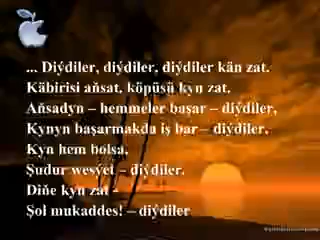 ... Diýdiler, diýdiler, diýdiler kän zat.
Käbirisi aňsat, köpüsü kyn zat,
Aňsadyn – hemmeler başar – diýdiler,
Kynyn başarmakda iş bar – diýdiler,
Kyn hem bolsa,
Şudur wesýet – diýdiler.
Diňe kyn zat -
Şol mukaddes! – diýdiler